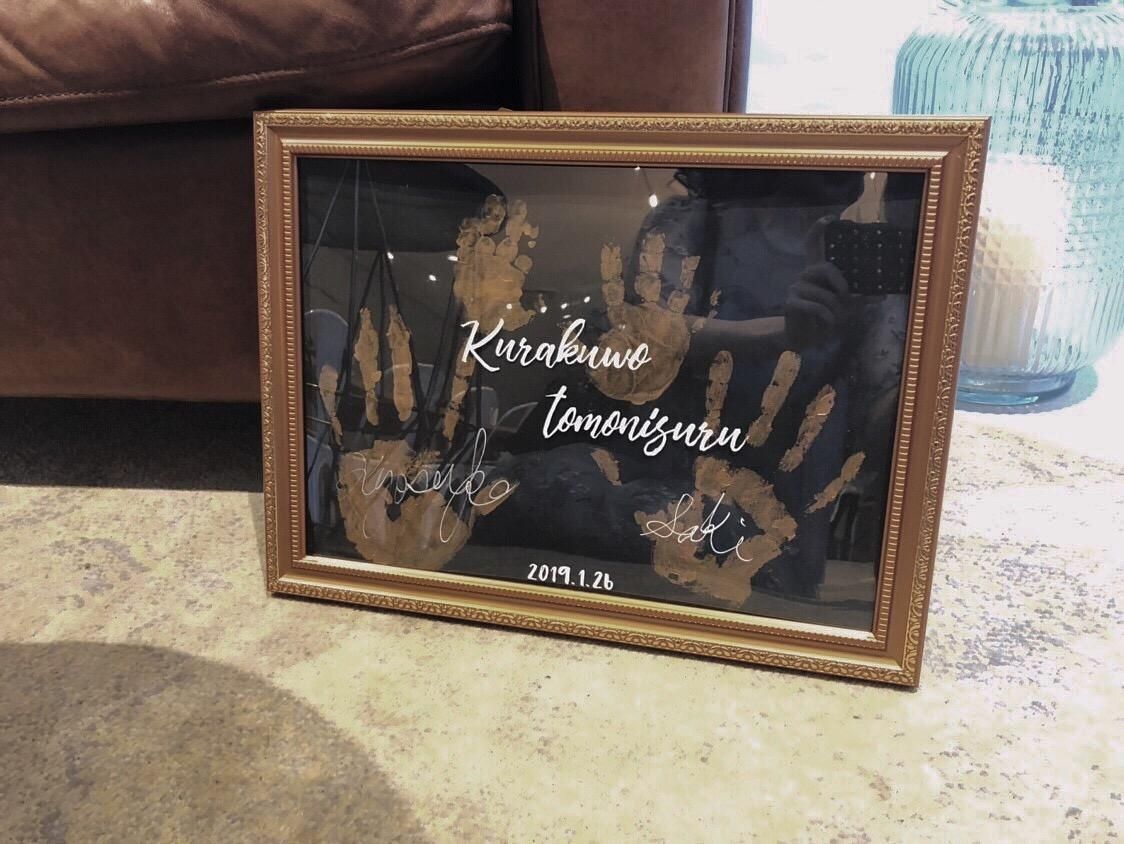 Kurakuwo
tomonisuru
Saki
2019.1.26